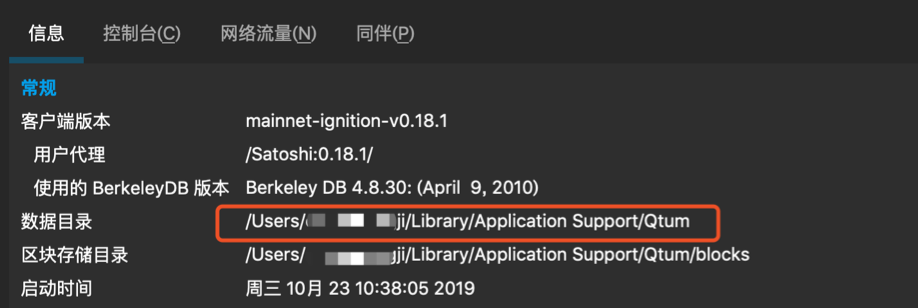 信息 控制台(C) 网络流量(N) 同伴(P)
常规
客户端版本 mainnet-ignition-v0.18.1
用户代理 /Satoshi:0.18.1/
使用的 BerkeleyDB 版本 Berkeley DB 4.8.30: (April 9, 2010)
数据目录 /Users/ ji/Library/Application Support/Qtum
区块存储目录 /Users/ ji/Library/Application Support/Qtum/blocks
启动时间 周三 10月 23 10:38:05 2019